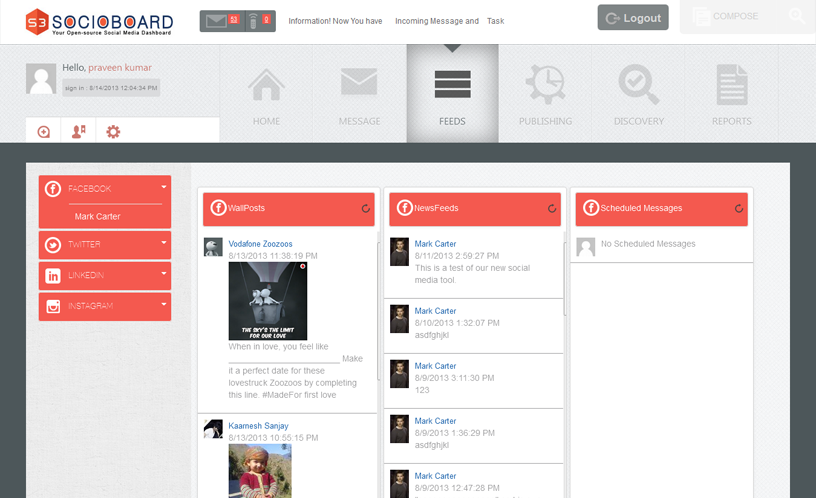 S3 SOCIOBOARD
Your Open-source Social Media Dashboard
53
0
Information! Now You have Incoming Message and Task
Logout
COMPOSE
Hello, praveen kumar
sign in : 8/14/2013 12:04:34 PM
HOME
MESSAGE
FEEDS
PUBLISHING
DISCOVERY
REPORTS
FACEBOOK
Mark Carter
TWITTER
LINKEDIN
INSTAGRAM
WallPosts
Vodafone Zoozoos
8/13/2013 11:38:19 PM
THE SKY'S THE LIMIT
FOR OUR LOVE
When in love, you feel like
________________________ Make
it a perfect date for these
lovestruck Zoozoos by completing
this line. #MadeFor first love
Kaamesh Sanjay
8/13/2013 10:55:15 PM
NewsFeeds
Mark Carter
8/11/2013 2:59:27 PM
This is a test of our new social
media tool.
Mark Carter
8/10/2013 1:32:07 PM
asdfghjkl
Mark Carter
8/9/2013 3:11:30 PM
123
Mark Carter
8/9/2013 1:36:29 PM
asdfghjkl
Mark Carter
8/9/2013 12:47:28 PM
Scheduled Messages
No Scheduled Messages